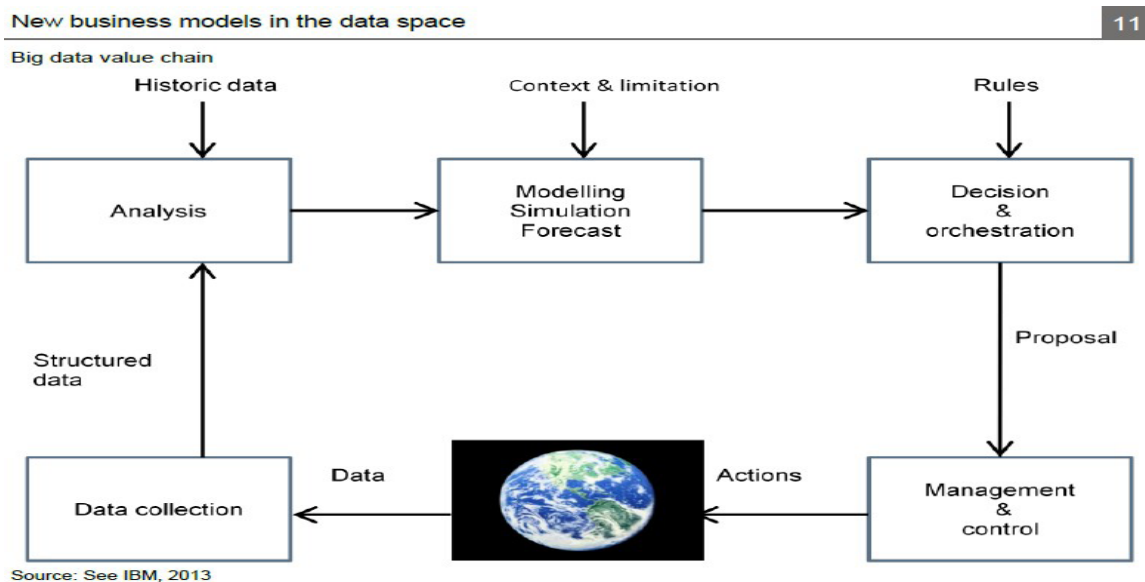 New business models in the data space
11
Big data value chain
Historic data
Context & limitation
Rules
Analysis
Modelling
Simulation
Forecast
Decision
&
orchestration
Structured
data
Proposal
Data collection
Data
Actions
Management
&
control
Source: See IBM, 2013